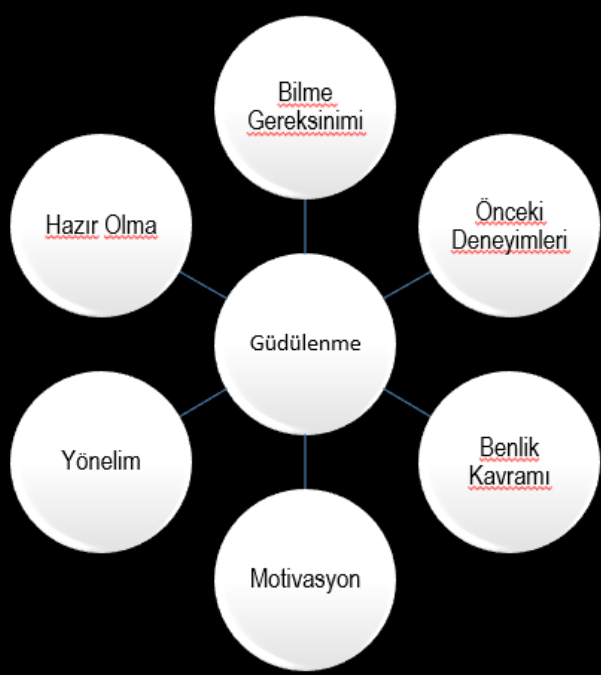 Bilme
Gereksinimi
Hazır Olma
Önceki
Deneyimleri
Güdülenme
Yönelim
Benlik
Kavramı
Motivasyon